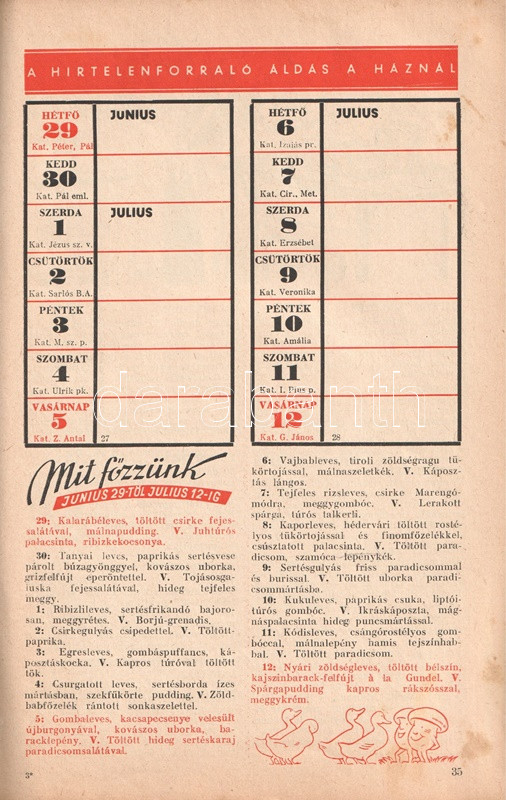 A HIRTELENFORRALÓ ÁLDÁS A HÁZNÁL
HÉTFŐ
29
Kat. Péter, Pál
JUNIUS
KEDD
30
Kat. Pál eml.
SZERDA
1
Kat. Jézus sz. v.
JULIUS
CSÜTÖRTÖK
2
Kat. Sarlós B.A.
PÉNTEK
3
Kat. M. sz. p.
SZOMBAT
4
Kat. Ulrik pk.
VASÁRNAP
5
Kat. Z. Antal
27
HÉTFŐ
6
Kat. Izaiás pr.
JULIUS
KEDD
7
Kat. Cir., Met.
SZERDA
8
Kat. Erzsébet
CSÜTÖRTÖK
9
Kat. Veronika
PÉNTEK
10
Kat. Amália
SZOMBAT
11
Kat. I. Pius p.
VASÁRNAP
12
Kat. G. János
28
darabanth
Mit főzzünk
JUNIUS 29-TŐL JULIUS 12-IG
29: Kalarábéleves, töltött csirke fejes-
salátával, málnapudding. V. Juhtúrós
palacsinta, ribizkekocsonya.
30: Tanyai leves, paprikás sertésvese
párolt búzagyönggyel, kovászos uborka,
grízfelfújt eperöntettel. V. Tojásosga-
luska fejessalátával, hideg tejfeles
meggy.
1: Ribizlileves, sertésfrikandó bajoro-
san, meggyrétes. V. Borjú-grenadis.
2: Csirkegulyás csipedettel. V. Töltött-
paprika.
3: Egresleves, gombáspuffancs, ká-
posztáskocka. V. Kapros túróval töltött
tök.
4: Csurgatott leves, sertésborda ízes
mártásban, szekfükörte pudding. V. Zöld-
babfőzelék rántott sonkaszelettel.
5: Gombaleves, kacsapecsenye velesült
újburgonyával, kovászos uborka, ba-
racklepény. V. Töltött hideg sertéskaraj
paradicsomsalátával.
6: Vajbableves, tiroli zöldségragu tü-
körtojással, málnaszeletkék. V. Káposz-
tás lángos.
7: Tejfeles rizsleves, csirke Marengó-
módra, meggygombóc. V. Lerakott
spárga, túrós talkerli.
8: Kaporleves, hédervári töltött rosté-
lyos tükörtojással és finomfőzelékkel,
csúsztatott palacsinta. V. Töltött para-
dicsom, szamóca lepénykék.
9: Sertésgulyás friss paradicsommal
és burissal. V. Töltött uborka paradi-
csommártásba.
10: Kukuleves, páprikás csuka, liptói-
túrós gombóc. V. Ikráskáposzta, mág-
náspalacsinta hideg puncsmártással.
11: Kódisleves, csángórostélyos gom-
bóccal, málnalepény hamis tejszínhab-
bal. V. Töltött paradicsom.
12: Nyári zöldségleves, töltött bélszin,
kajszinbarack-felfújt à la Gundel. V.
Spárgapudding kapros rákszósszal,
meggykrém.
3*
35